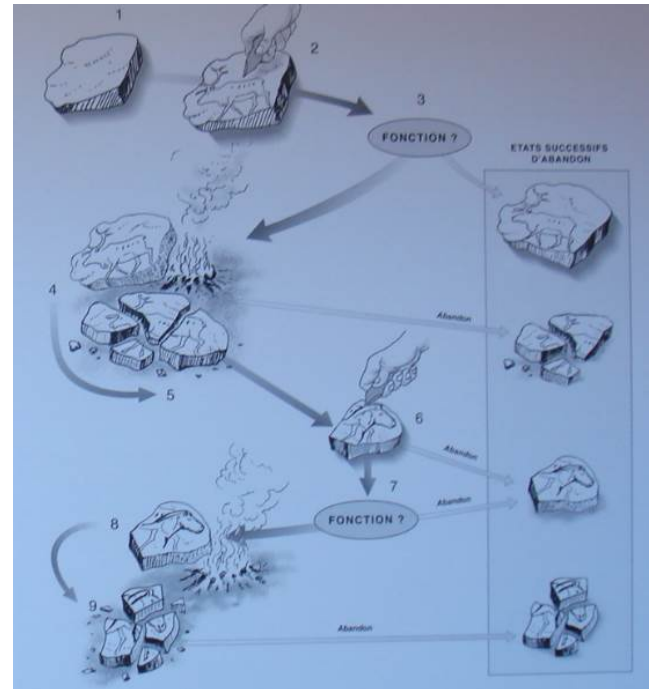 1
2
3
FONCTION ?
ETATS SUCCESSIFS
D'ABANDON
4
Abandon
5
6
Abandon
7
Abandon
FONCTION ?
8
9
Abandon